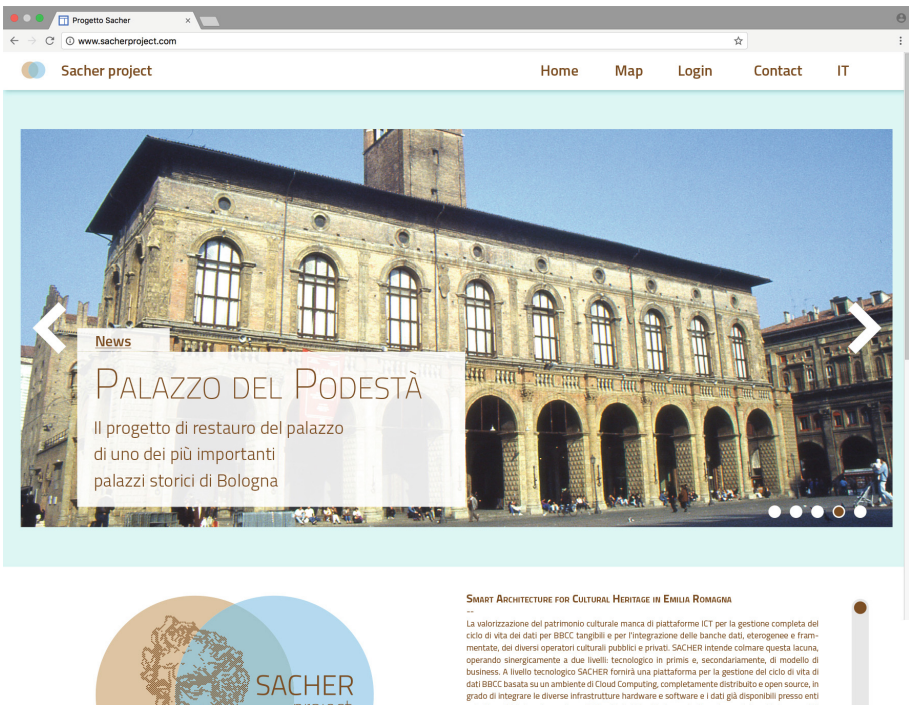 Progetto Sacher
www.sacherproject.com
Sacher project
Home Map Login Contact IT
News
PALAZZO DEL PODESTÀ
Il progetto di restauro del palazzo
di uno dei più importanti
palazzi storici di Bologna
SMART ARCHITECTURE FOR CULTURAL HERITAGE IN EMILIA ROMAGNA
--
La valorizzazione del patrimonio culturale manca di piattaforme ICT per la gestione completa del
ciclo di vita dei dati per BBCC tangibili e per l'integrazione delle banche dati, eterogenee e fram-
mentate, dei diversi operatori culturali pubblici e privati. SACHER intende colmare questa lacuna,
operando sinergicamente a due livelli: tecnologico in primis e, secondariamente, di modello di
business. A livello tecnologico SACHER fornirà una piattaforma per la gestione del ciclo di vita di
dati BBCC basata su un ambiente di Cloud Computing, completamente distribuito e open source, in
grado di integrare le diverse infrastrutture hardware e software e i dati già disponibili presso enti
SACHER
project